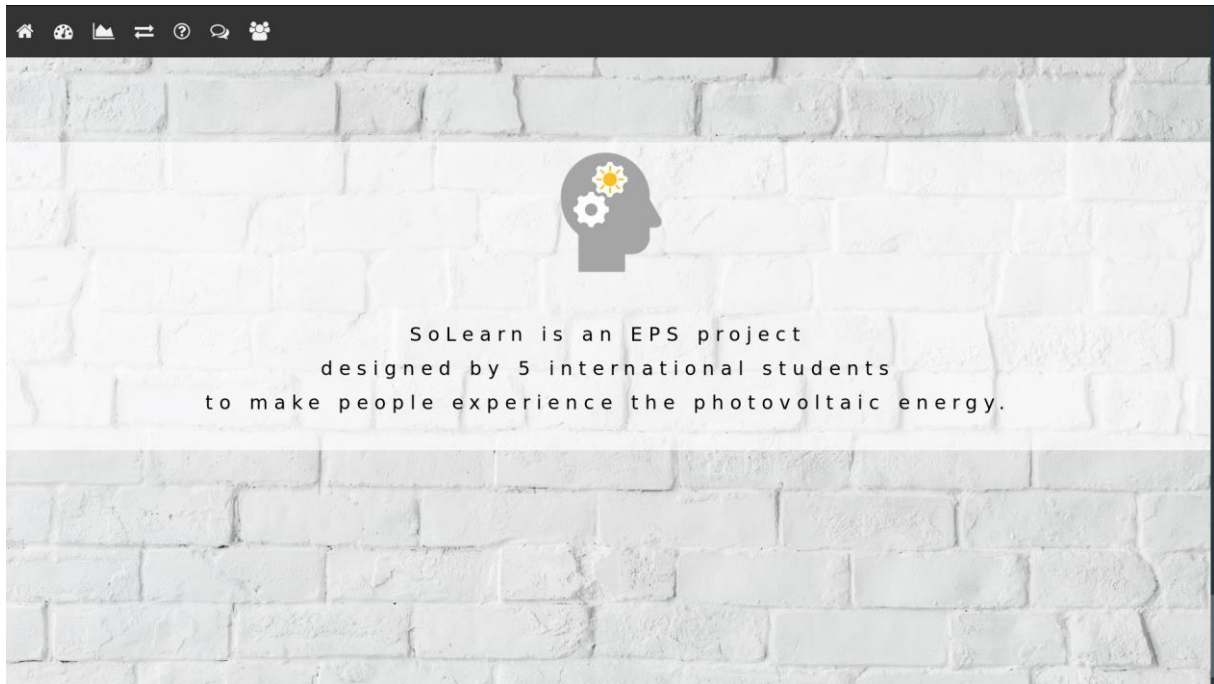 SoLearn is an EPS project
designed by 5 international students
to make people experience the photovoltaic energy.